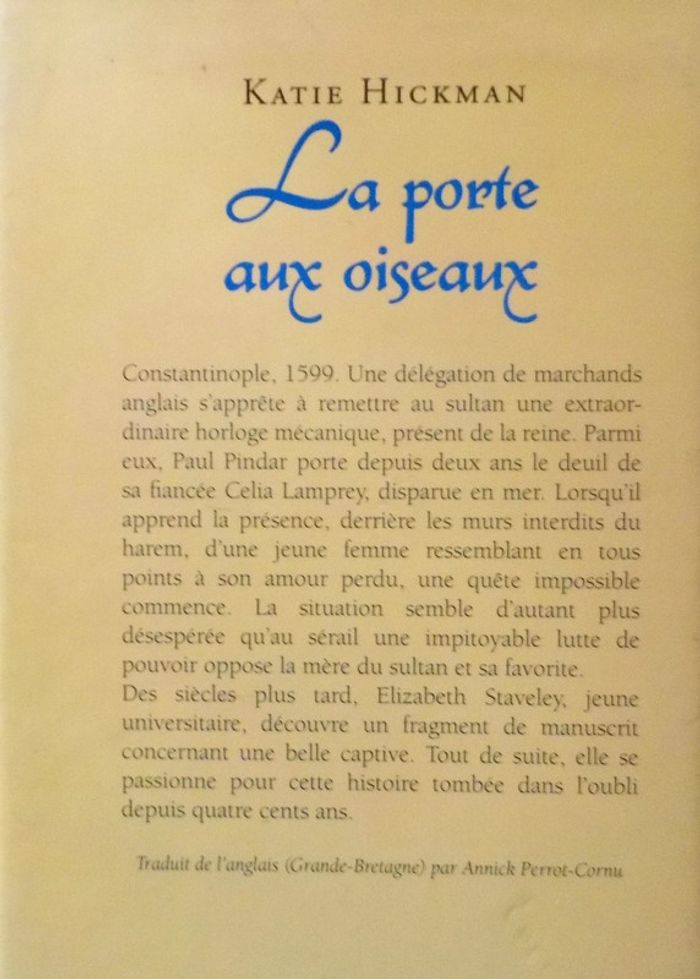 KATIE HICKMAN
La porte
aux oiseaux
Constantinople, 1599. Une délégation de marchands
anglais s'apprête à remettre au sultan une extraor-
dinaire horloge mécanique, présent de la reine. Parmi
eux, Paul Pindar porte depuis deux ans le deuil de
sa fiancée Celia Lamprey, disparue en mer. Lorsqu'il
apprend la présence, derrière les murs interdits du
harem, d'une jeune femme ressemblant en tous
points à son amour perdu, une quête impossible
commence. La situation semble d'autant plus
désespérée qu'au sérail une impitoyable lutte de
pouvoir oppose la mère du sultan et sa favorite.
Des siècles plus tard, Elizabeth Staveley, jeune
universitaire, découvre un fragment de manuscrit
concernant une belle captive. Tout de suite, elle se
passionne pour cette histoire tombée dans l'oubli
depuis quatre cents ans.
Traduit de l'anglais (Grande-Bretagne) par Annick Perrot-Cornu